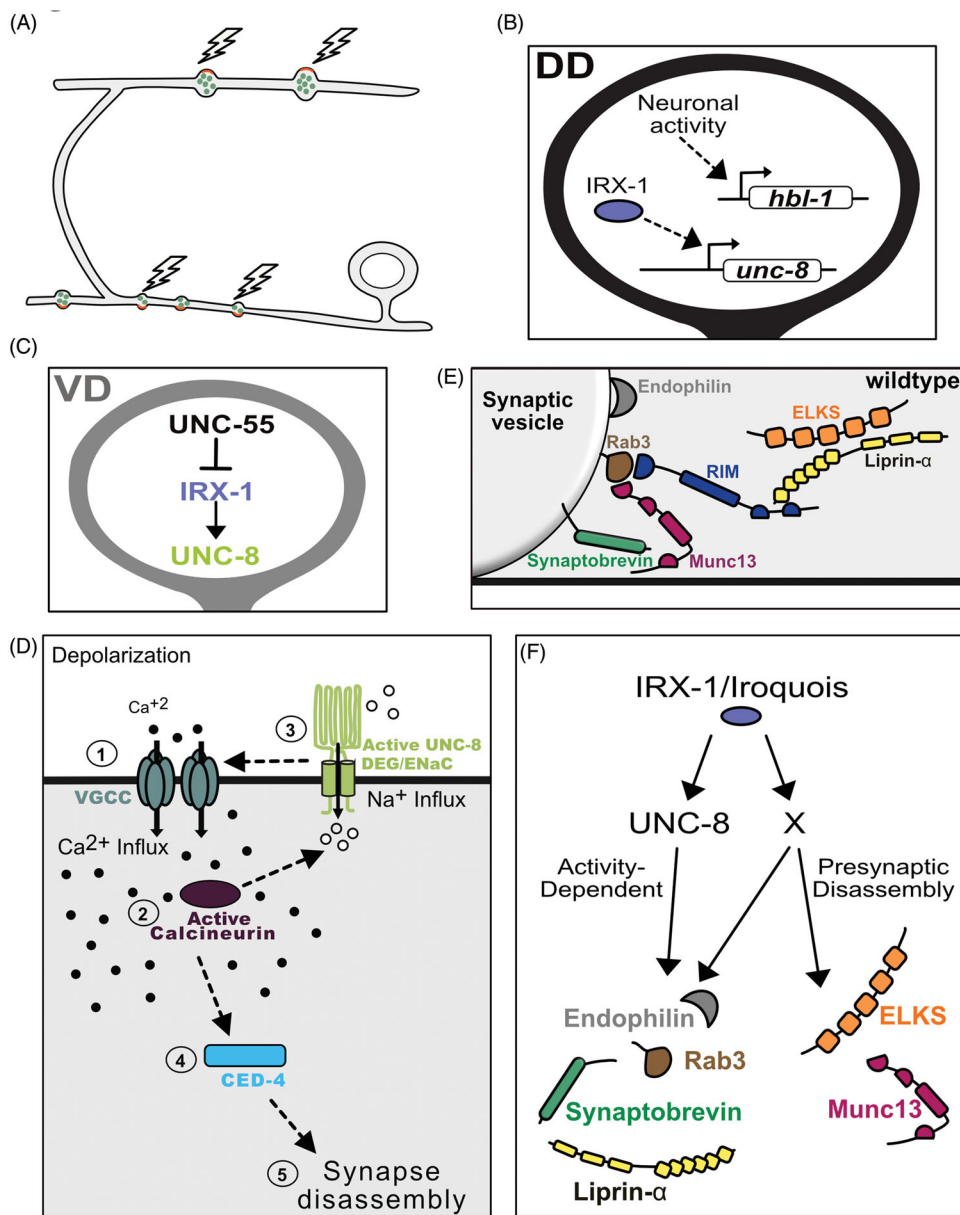 (A)
(B)
DD
Neuronal
activity
hbl-1
IRX-1
unc-8
(C)
VD
UNC-55
IRX-1
UNC-8
(E)
Endophilin
wildtype
Synaptic
vesicle
ELKS
Rab3
RIM
Liprin-α
Synaptobrevin
Munc13
(D)
Depolarization
Ca+2
1
3
Active UNC-8
DEG/ENaC
VGCC
Na+ Influx
Ca2+ Influx
2
Active
Calcineurin
4
CED-4
5
Synapse
disassembly
(F)
IRX-1/Iroquois
UNC-8
X
Activity-
Dependent
Presynaptic
Disassembly
Endophilin
ELKS
Rab3
Synaptobrevin
Munc13
Liprin-α